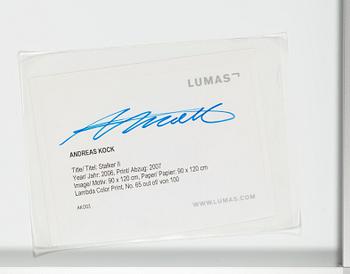 LUMAS
ANDREAS KOCK
Title/ Titel: Stalker II
Year/ Jahr: 2006, Print/ Abzug: 2007
Image/ Motiv: 90 x 120 cm, Paper/ Papier: 90 x 120 cm
Lambda Color Print, No. 65 out of/ von 100
WWW.LUMAS.COM